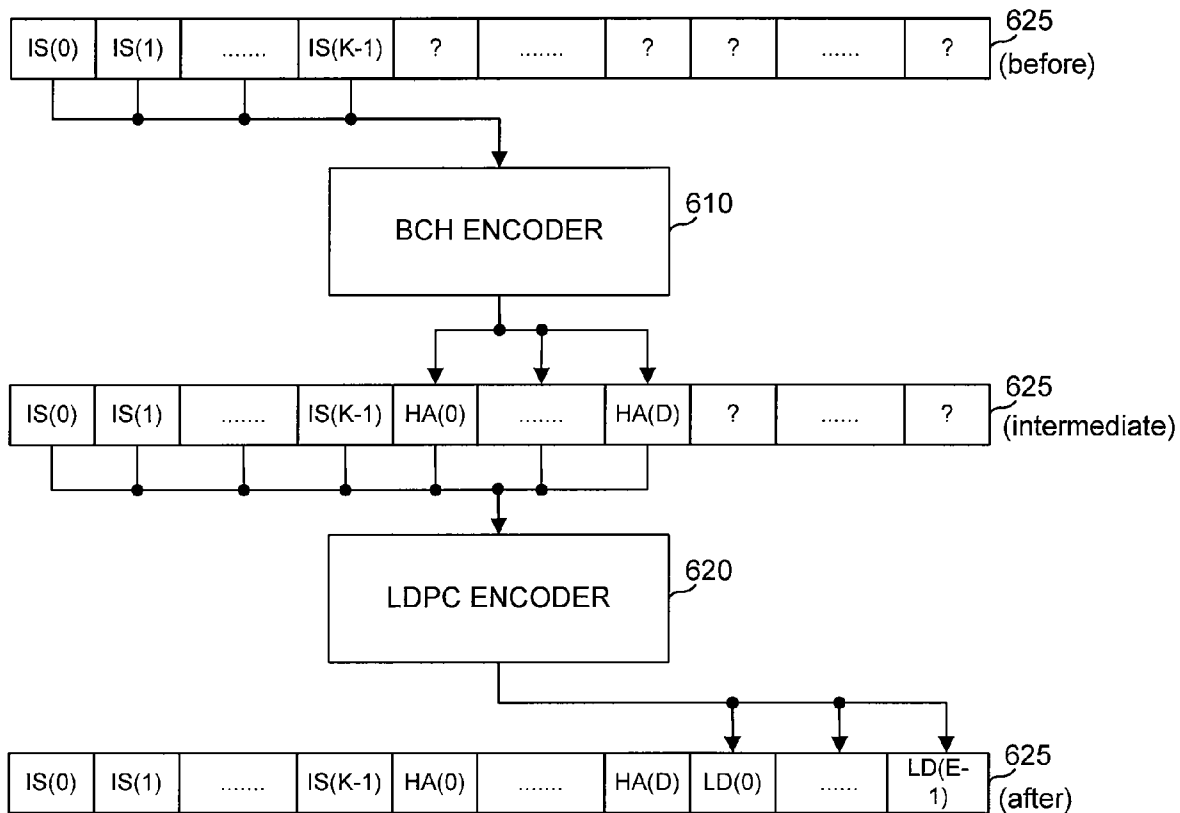 IS(0) IS(1) ....... IS(K-1) ? ....... ? ? ...... ? 625
(before)
BCH ENCODER 610
IS(0) IS(1) ....... IS(K-1) HA(0) ....... HA(D) ? ...... ? 625
(intermediate)
LDPC ENCODER 620
IS(0) IS(1) ....... IS(K-1) HA(0) ....... HA(D) LD(0) ...... LD(E-
1)
625
(after)